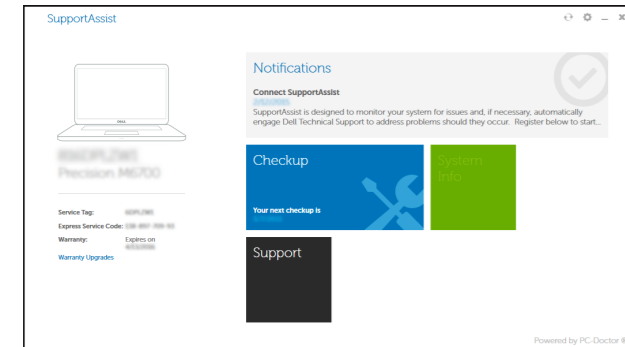 SupportAssist
Notifications
Connect SupportAssist
SupportAssist is designed to monitor your system for issues and, if necessary, automatically
engage Dell Technical Support to address problems should they occur. Register below to start...
DELL
Precision M6700
Checkup
System
Info
Your next checkup is
Service Tag:
Express Service Code:
Warranty: Expires on
Warranty Upgrades
Support
Powered by PC-Doctor ®